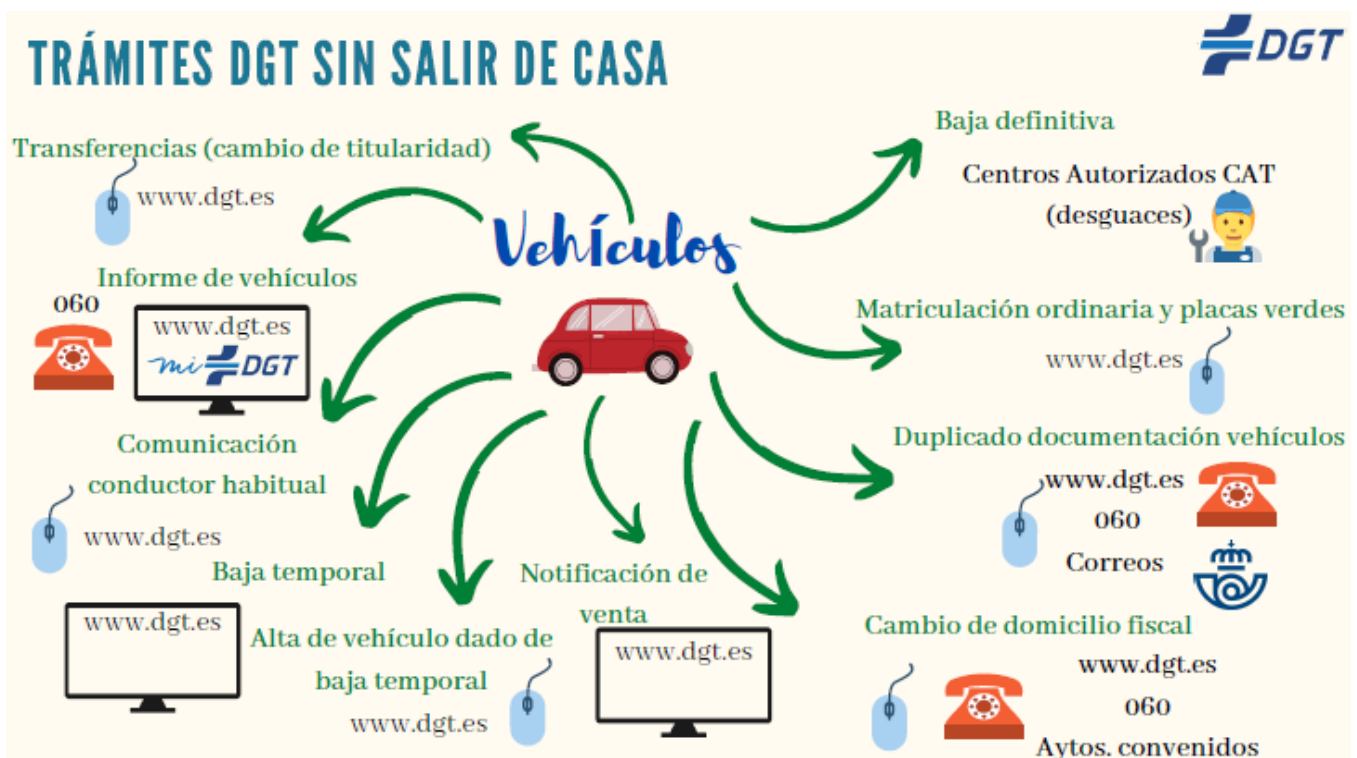 TRÁMITES DGT SIN SALIR DE CASA
DGT
Transferencias (cambio de titularidad)
www.dgt.es
Vehículos
Baja definitiva
Centros Autorizados CAT
(desguaces)
Informe de vehículos
060
www.dgt.es
mi DGT
Matriculación ordinaria y placas verdes
www.dgt.es
Comunicación
conductor habitual
www.dgt.es
Duplicado documentación vehículos
www.dgt.es
060
Correos
Baja temporal
www.dgt.es
Alta de vehículo dado de
baja temporal
www.dgt.es
Notificación de
venta
www.dgt.es
Cambio de domicilio fiscal
www.dgt.es
060
Aytos. convenidos